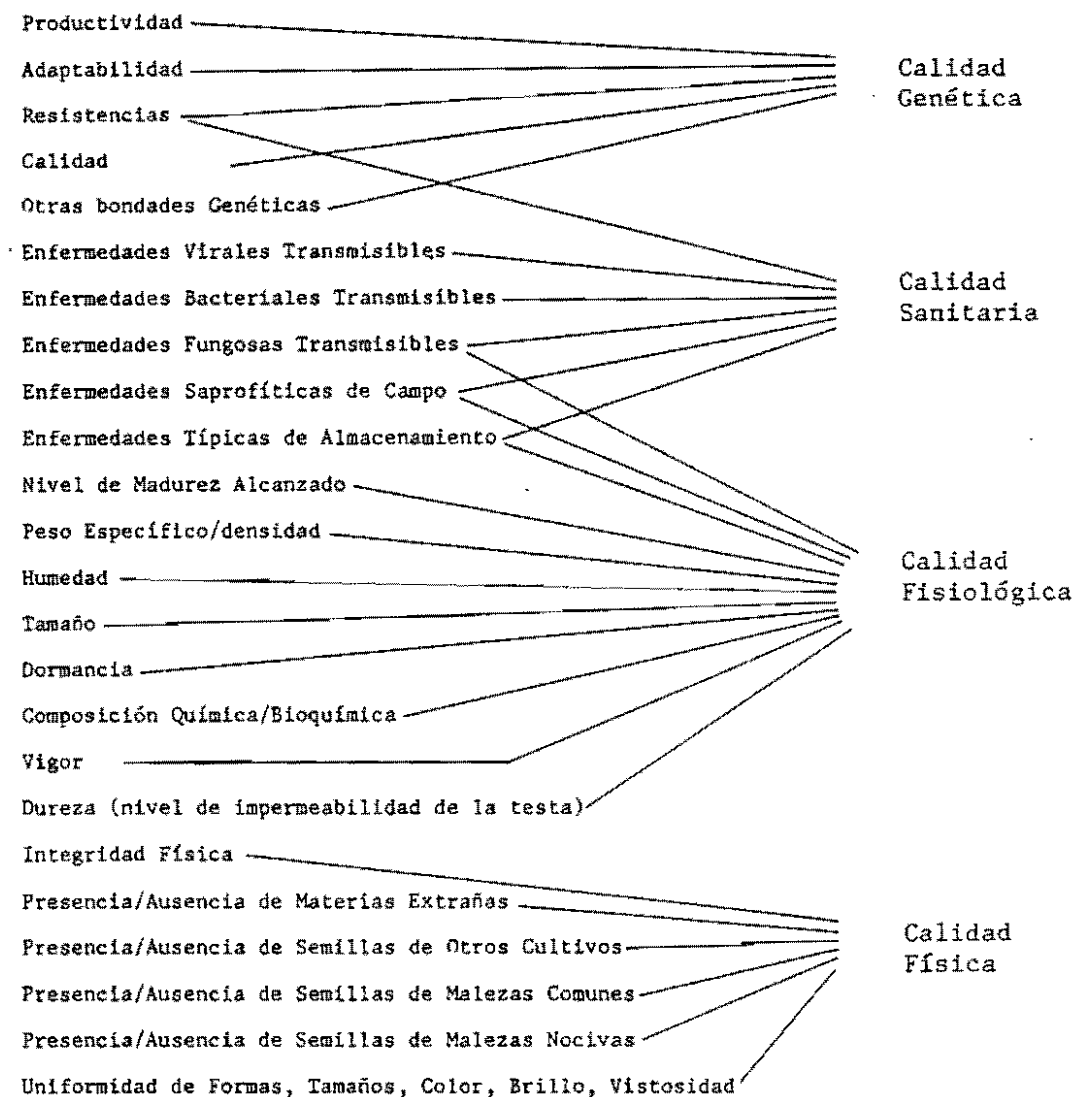 Productividad
Adaptabilidad
Resistencias
Calidad
Otras bondades Genéticas
Enfermedades Virales Transmisibles
Enfermedades Bacteriales Transmisibles
Enfermedades Fungosas Transmisibles
Enfermedades Saprofíticas de Campo
Enfermedades Típicas de Almacenamiento
Nivel de Madurez Alcanzado
Peso Específico/densidad
Humedad
Tamaño
Dormancia
Composición Química/Bioquímica
Vigor
Dureza (nivel de impermeabilidad de la testa)
Integridad Física
Presencia/Ausencia de Materias Extrañas
Presencia/Ausencia de Semillas de Otros Cultivos
Presencia/Ausencia de Semillas de Malezas Comunes
Presencia/Ausencia de Semillas de Malezas Nocivas
Uniformidad de Formas, Tamaños, Color, Brillo, Vistosidad
Calidad
Genética
Calidad
Sanitaria
Calidad
Fisiológica
Calidad
Física